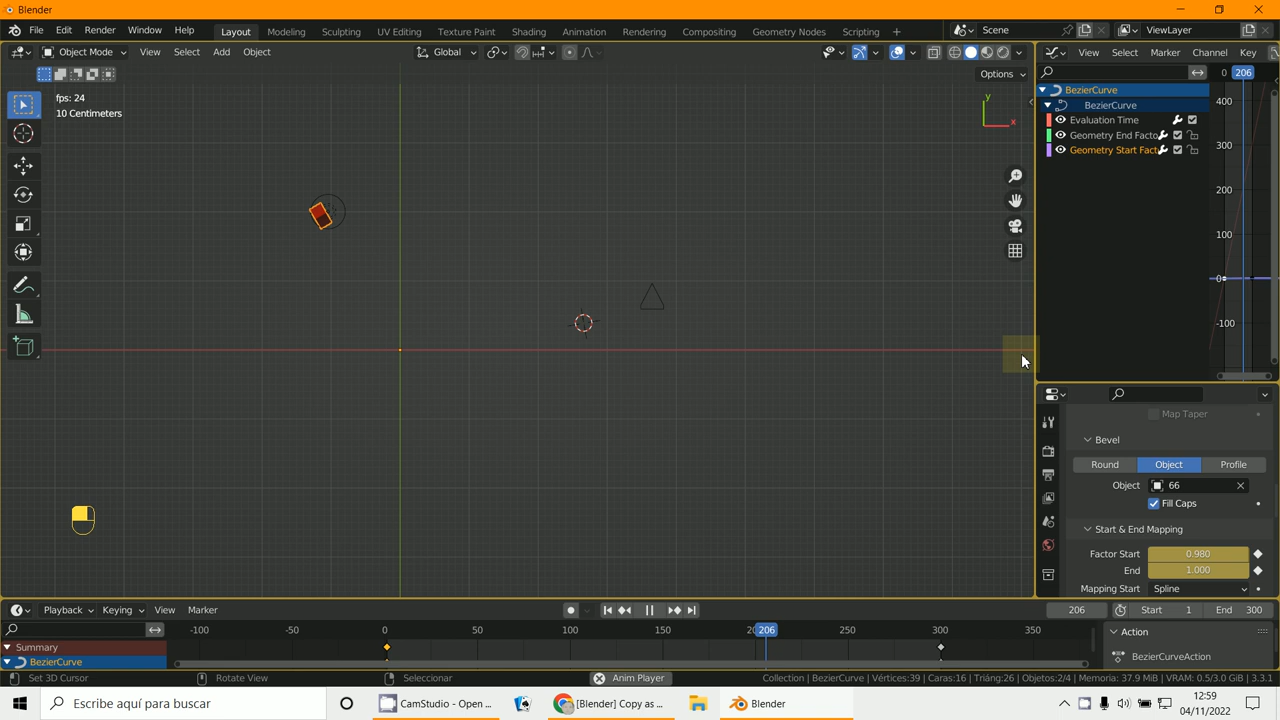 Blender
File Edit Render Window Help Layout Modeling Sculpting UV Editing Texture Paint Shading Animation Rendering Compositing Geometry Nodes Scripting + Scene ViewLayer
Object Mode View Select Add Object Global View Select Marker Channel Key
Options
0 206
fps: 24
10 Centimeters
y
x
BezierCurve
BezierCurve
Evaluation Time
Geometry End Facto
Geometry Start Fact
400
300
200
100
0
-100
Map Taper
Bevel
Round Object Profile
Object 66
Fill Caps
Start & End Mapping
Factor Start 0.980
End 1.000
Mapping Start Spline
Playback Keying View Marker 206 Start 1 End 300
-100 -50 0 50 100 150 20 206 250 300 350
Summary
BezierCurve
Action
BezierCurveAction
Set 3D Cursor Rotate View Seleccionar Anim Player Collection | BezierCurve | Vértices:39 | Caras:16 | Triáng:26 | Objetos:2/4 | Memoria: 37.9 MiB | VRAM: 0.5/3.0 GiB | 3.3.1
Escribe aquí para buscar CamStudio - Open ... [Blender] Copy as ... Blender
12:59
04/11/2022